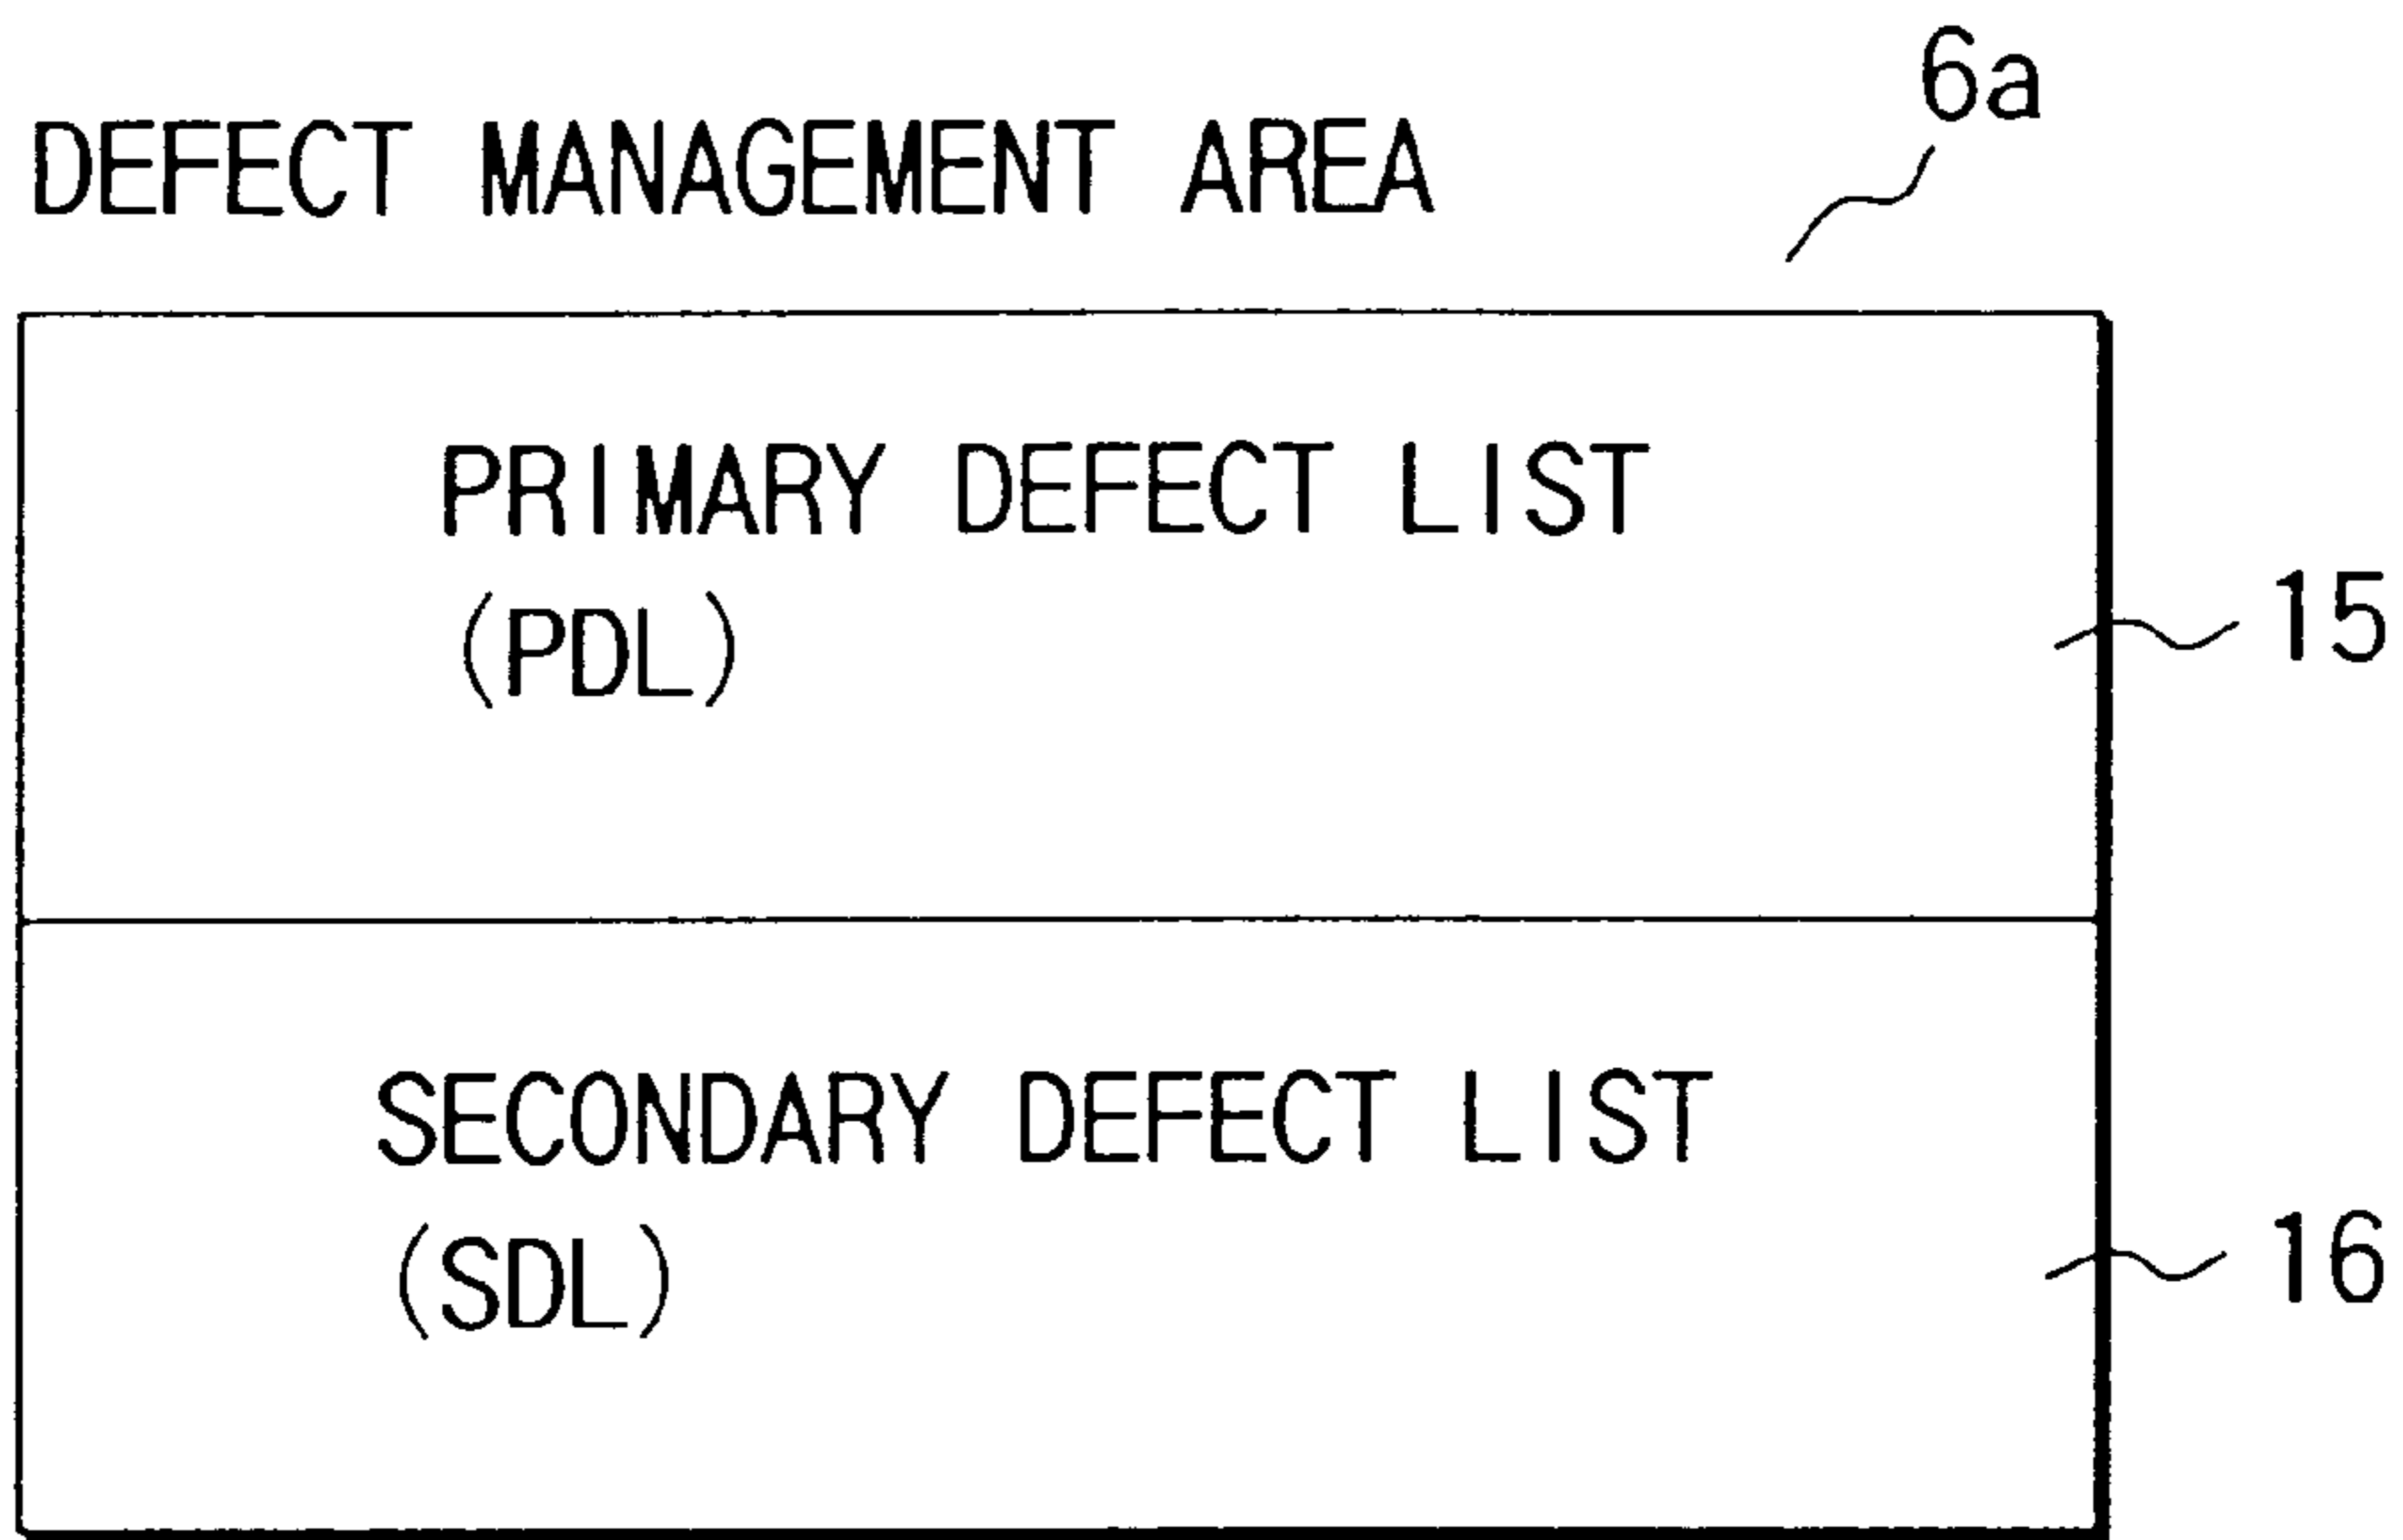 6a
DEFECT MANAGEMENT AREA
PRIMARY DEFECT LIST
(PDL)
15
SECONDARY DEFECT LIST
(SDL)
16